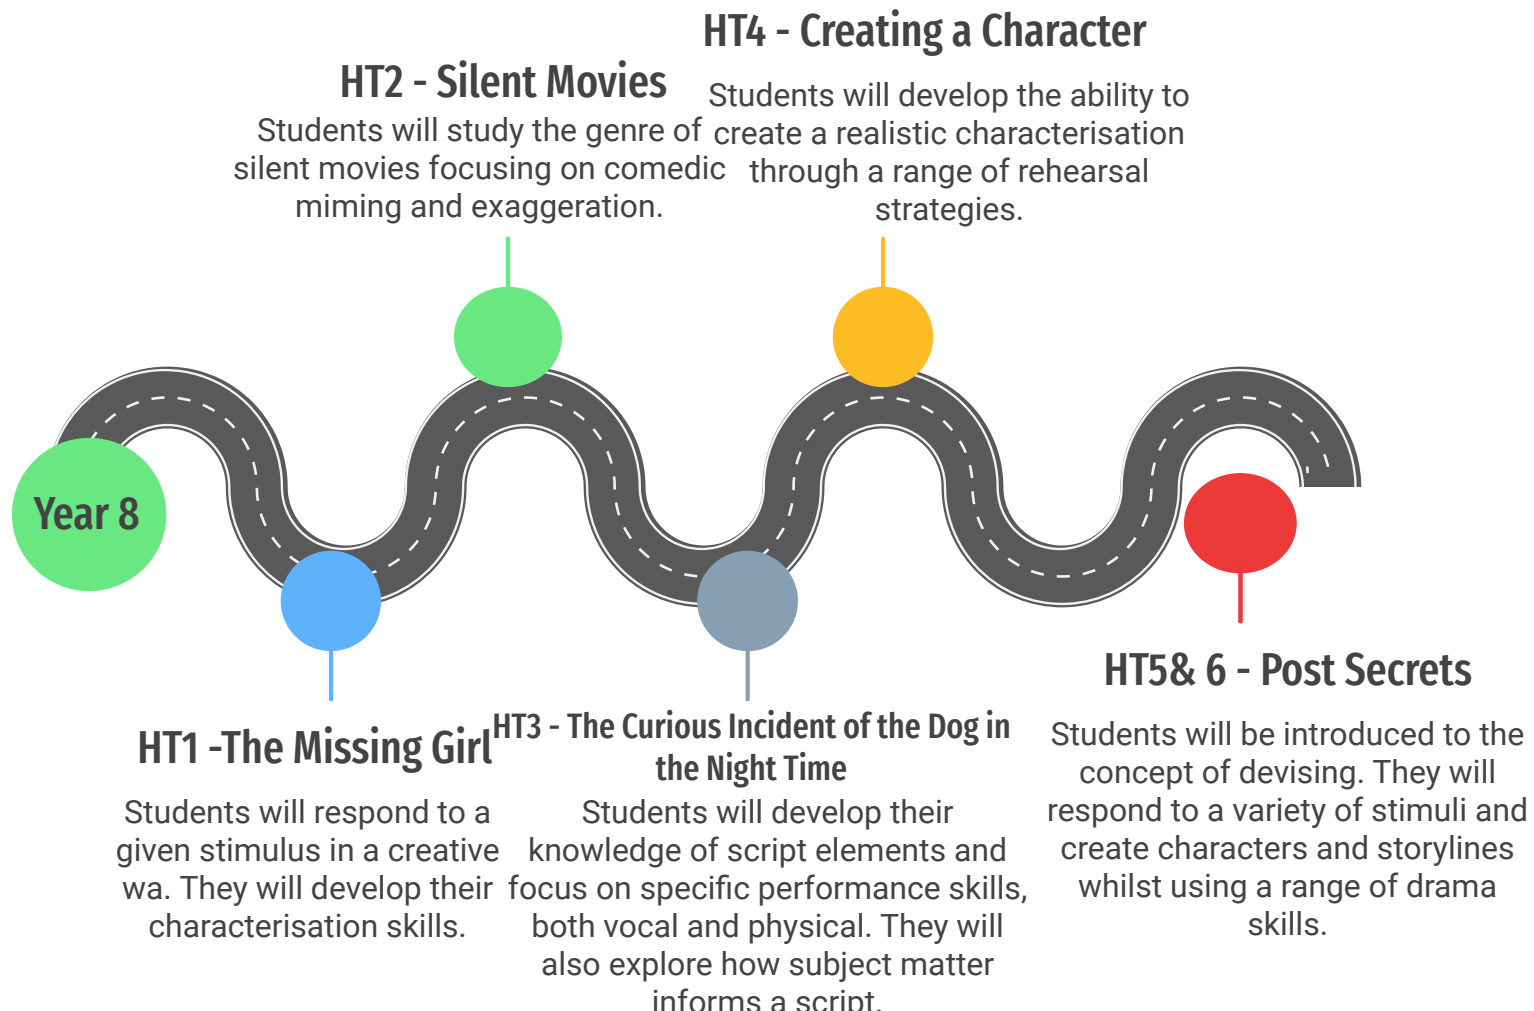 Year 8
HT1 -The Missing Girl
Students will respond to a
given stimulus in a creative
wa. They will develop their
characterisation skills.
HT2 - Silent Movies
Students will study the genre of
silent movies focusing on comedic
miming and exaggeration.
HT3 - The Curious Incident of the Dog in
the Night Time
Students will develop their
knowledge of script elements and
focus on specific performance skills,
both vocal and physical. They will
also explore how subject matter
informs a script.
HT4 - Creating a Character
Students will develop the ability to
create a realistic characterisation
through a range of rehearsal
strategies.
HT5& 6 - Post Secrets
Students will be introduced to the
concept of devising. They will
respond to a variety of stimuli and
create characters and storylines
whilst using a range of drama
skills.